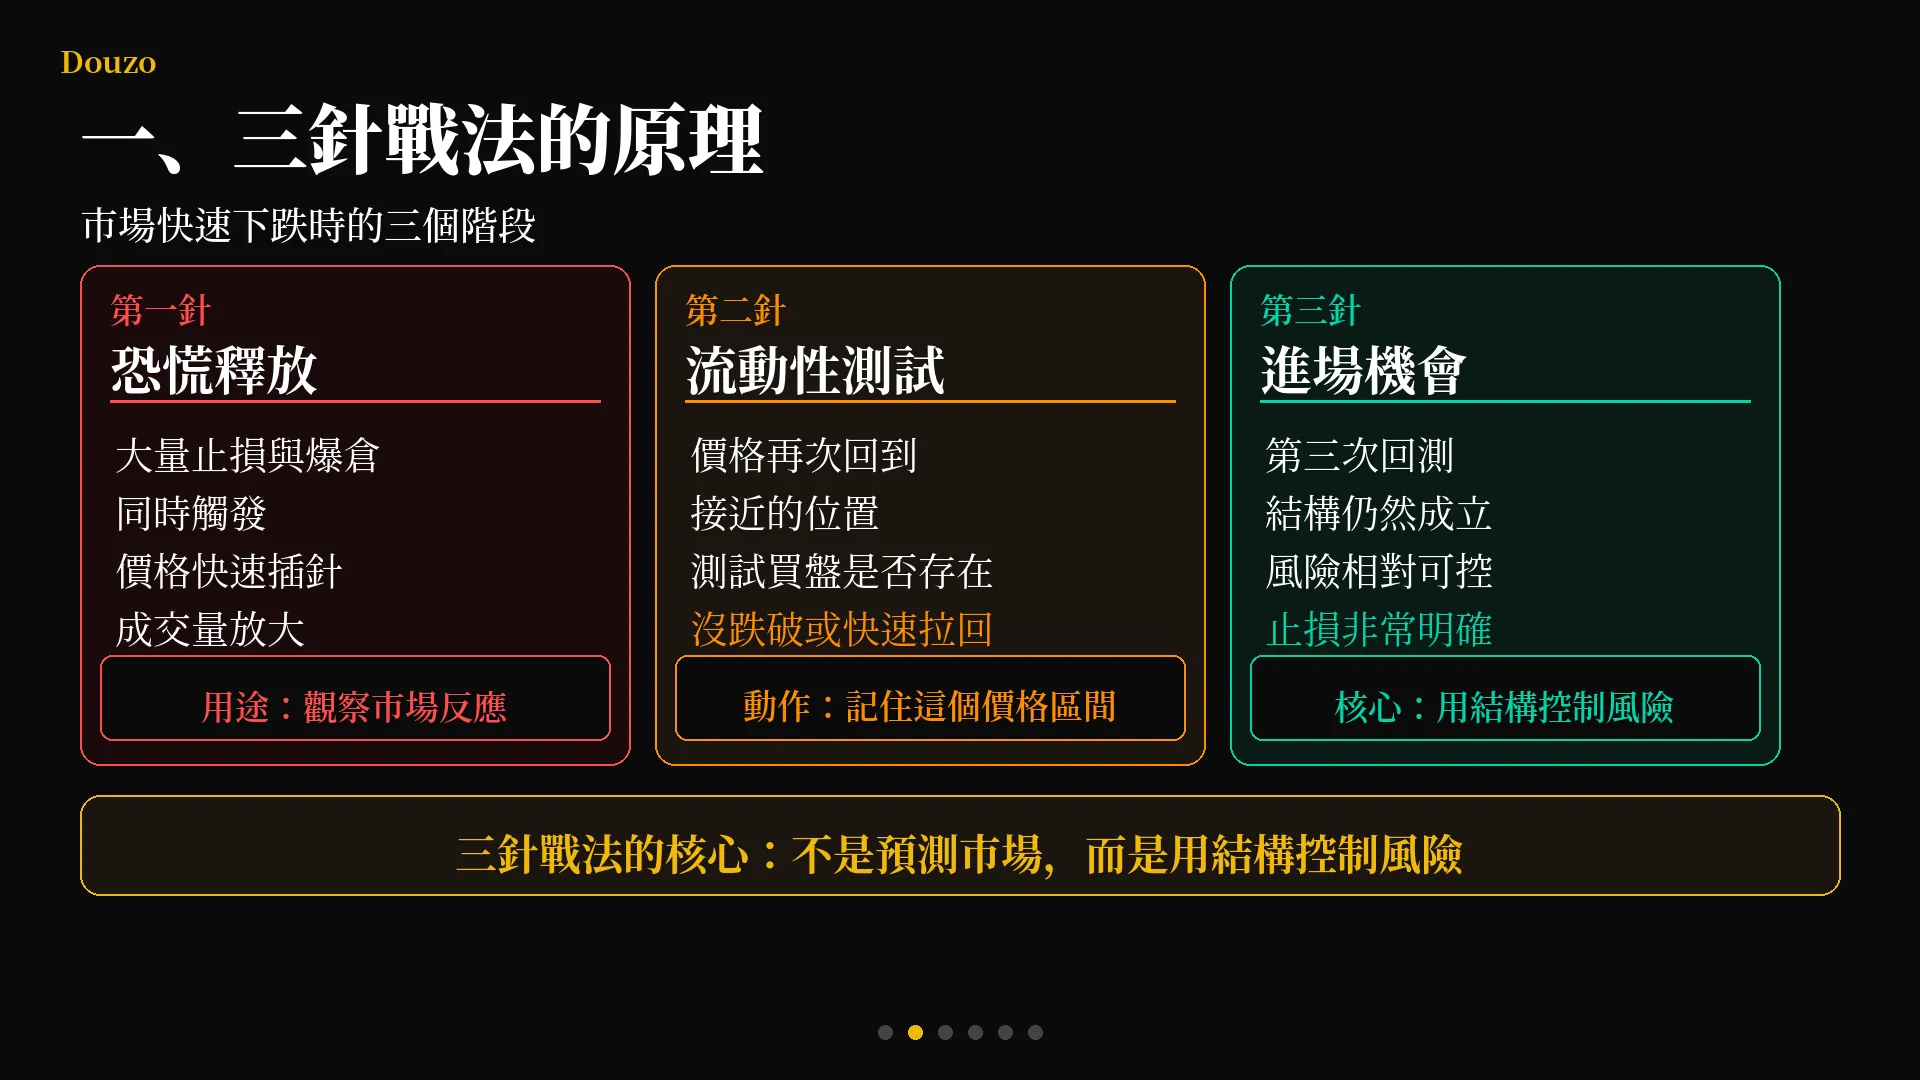 Douzo
一、三針戰法的原理
市場快速下跌時的三個階段
第一針
恐慌釋放
大量止損與爆倉
同時觸發
價格快速插針
成交量放大
用途：觀察市場反應
第二針
流動性測試
價格再次回到
接近的位置
測試買盤是否存在
沒跌破或快速拉回
動作：記住這個價格區間
第三針
進場機會
第三次回測
結構仍然成立
風險相對可控
止損非常明確
核心：用結構控制風險
三針戰法的核心：不是預測市場，而是用結構控制風險